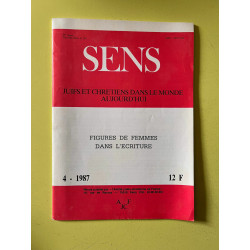 SENS
JUIFS ET CHRETIENS DANS LE MONDE
AUJOURD'HUI
FIGURES DE FEMMES
DANS L'ECRITURE
4 - 1987 12 F